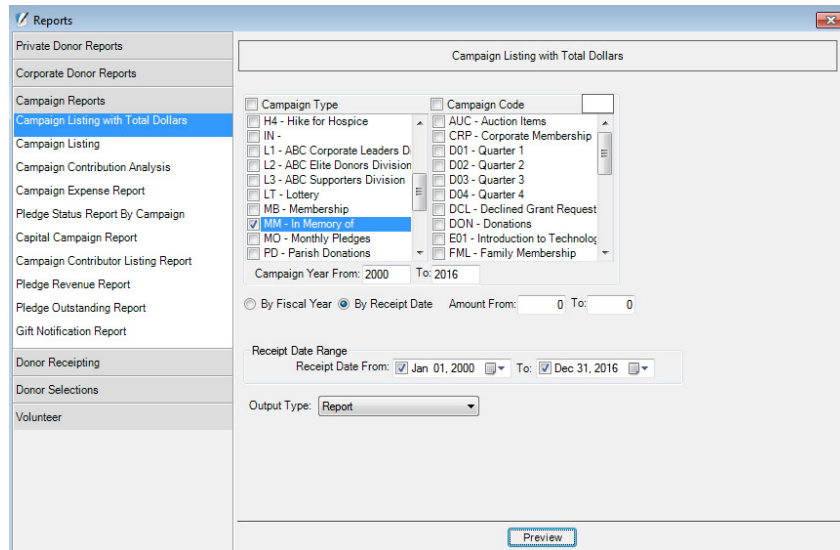 Reports
Private Donor Reports
Corporate Donor Reports
Campaign Reports
Campaign Listing with Total Dollars
Campaign Listing
Campaign Contribution Analysis
Campaign Expense Report
Pledge Status Report By Campaign
Capital Campaign Report
Campaign Contributor Listing Report
Pledge Revenue Report
Pledge Outstanding Report
Gift Notification Report
Donor Receipting
Donor Selections
Volunteer
Campaign Listing with Total Dollars
Campaign Type
H4 - Hike for Hospice
IN -
L1 - ABC Corporate Leaders D
L2 - ABC Elite Donors Division
L3 - ABC Supporters Division
LT - Lottery
MB - Membership
MM - In Memory of
MO - Monthly Pledges
PD - Parish Donations
Campaign Code
AUC - Auction Items
CRP - Corporate Membership
D01 - Quarter 1
D02 - Quarter 2
D03 - Quarter 3
D04 - Quarter 4
DCL - Declined Grant Request
DON - Donations
E01 - Introduction to Technolog
FML - Family Membership
Campaign Year From: 2000 To: 2016
By Fiscal Year By Receipt Date Amount From: 0 To: 0
Receipt Date Range
Receipt Date From: Jan 01, 2000 To: Dec 31, 2016
Output Type: Report
Preview